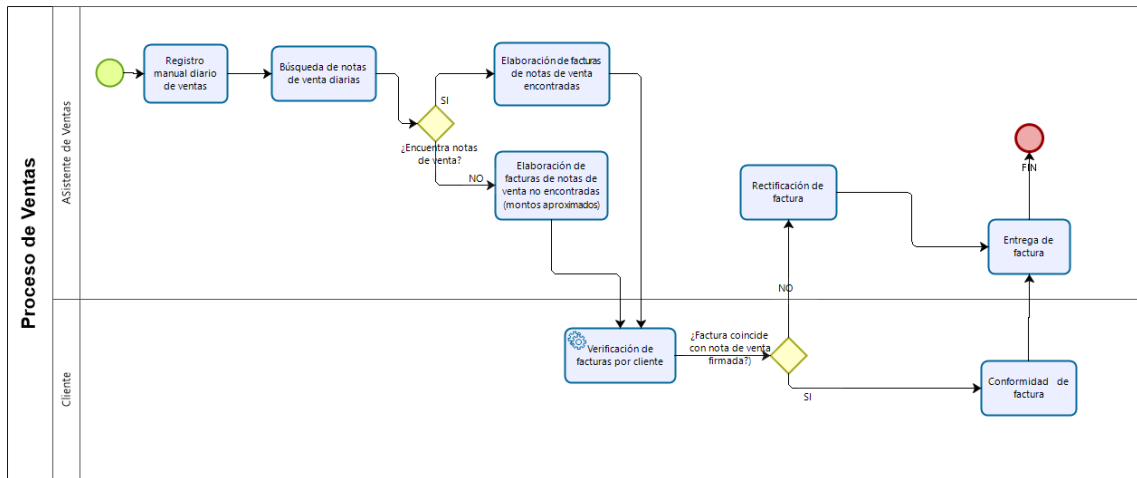 Proceso de Ventas
ASistente de Ventas
Registro
manual diario
de ventas
Búsqueda de notas
de venta diarias
SI
¿Encuentra notas
de venta?
NO
Elaboración de facturas
de notas de venta
encontradas
Elaboración de
facturas de notas de
venta no encontradas
(montos aproximados)
Rectificación de
factura
NO
FIN
Entrega de
factura
Cliente
Verificación de
facturas por cliente
¿Factura coincide
con nota de venta
firmada?)
SI
Conformidad de
factura